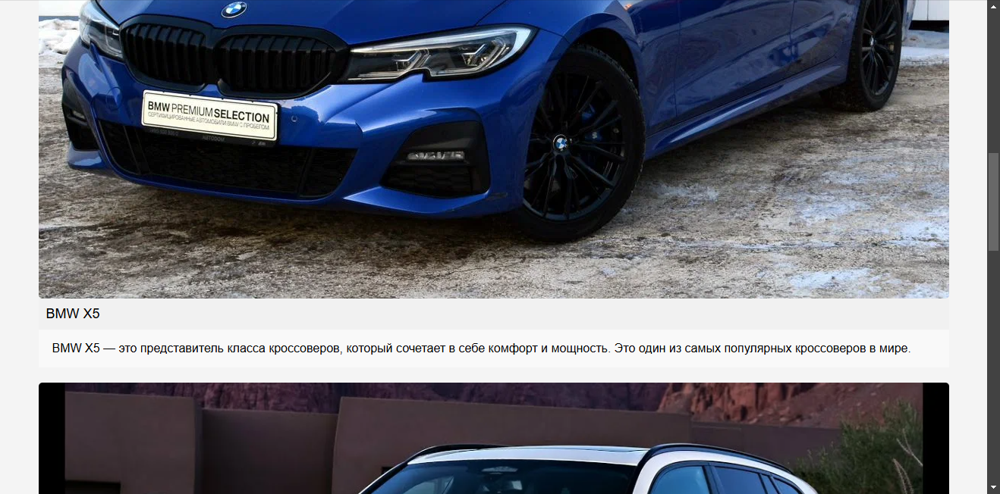 BMW PREMIUM SELECTION
СЕРТИФИЦИРОВАННЫЕ АВТОМОБИЛИ BMW С ПРОБЕГОМ
АВТОDОМ
BMW X5
BMW X5 — это представитель класса кроссоверов, который сочетает в себе комфорт и мощность. Это один из самых популярных кроссоверов в мире.